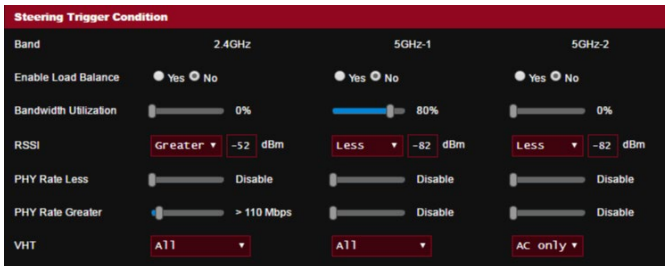 Steering Trigger Condition
Band 2.4GHz 5GHz-1 5GHz-2
Enable Load Balance Yes No Yes No Yes No
Bandwidth Utilization 0% 80% 0%
RSSI Greater -52 dBm Less -82 dBm Less -82 dBm
PHY Rate Less Disable Disable Disable
PHY Rate Greater > 110 Mbps Disable Disable
VHT All All AC only